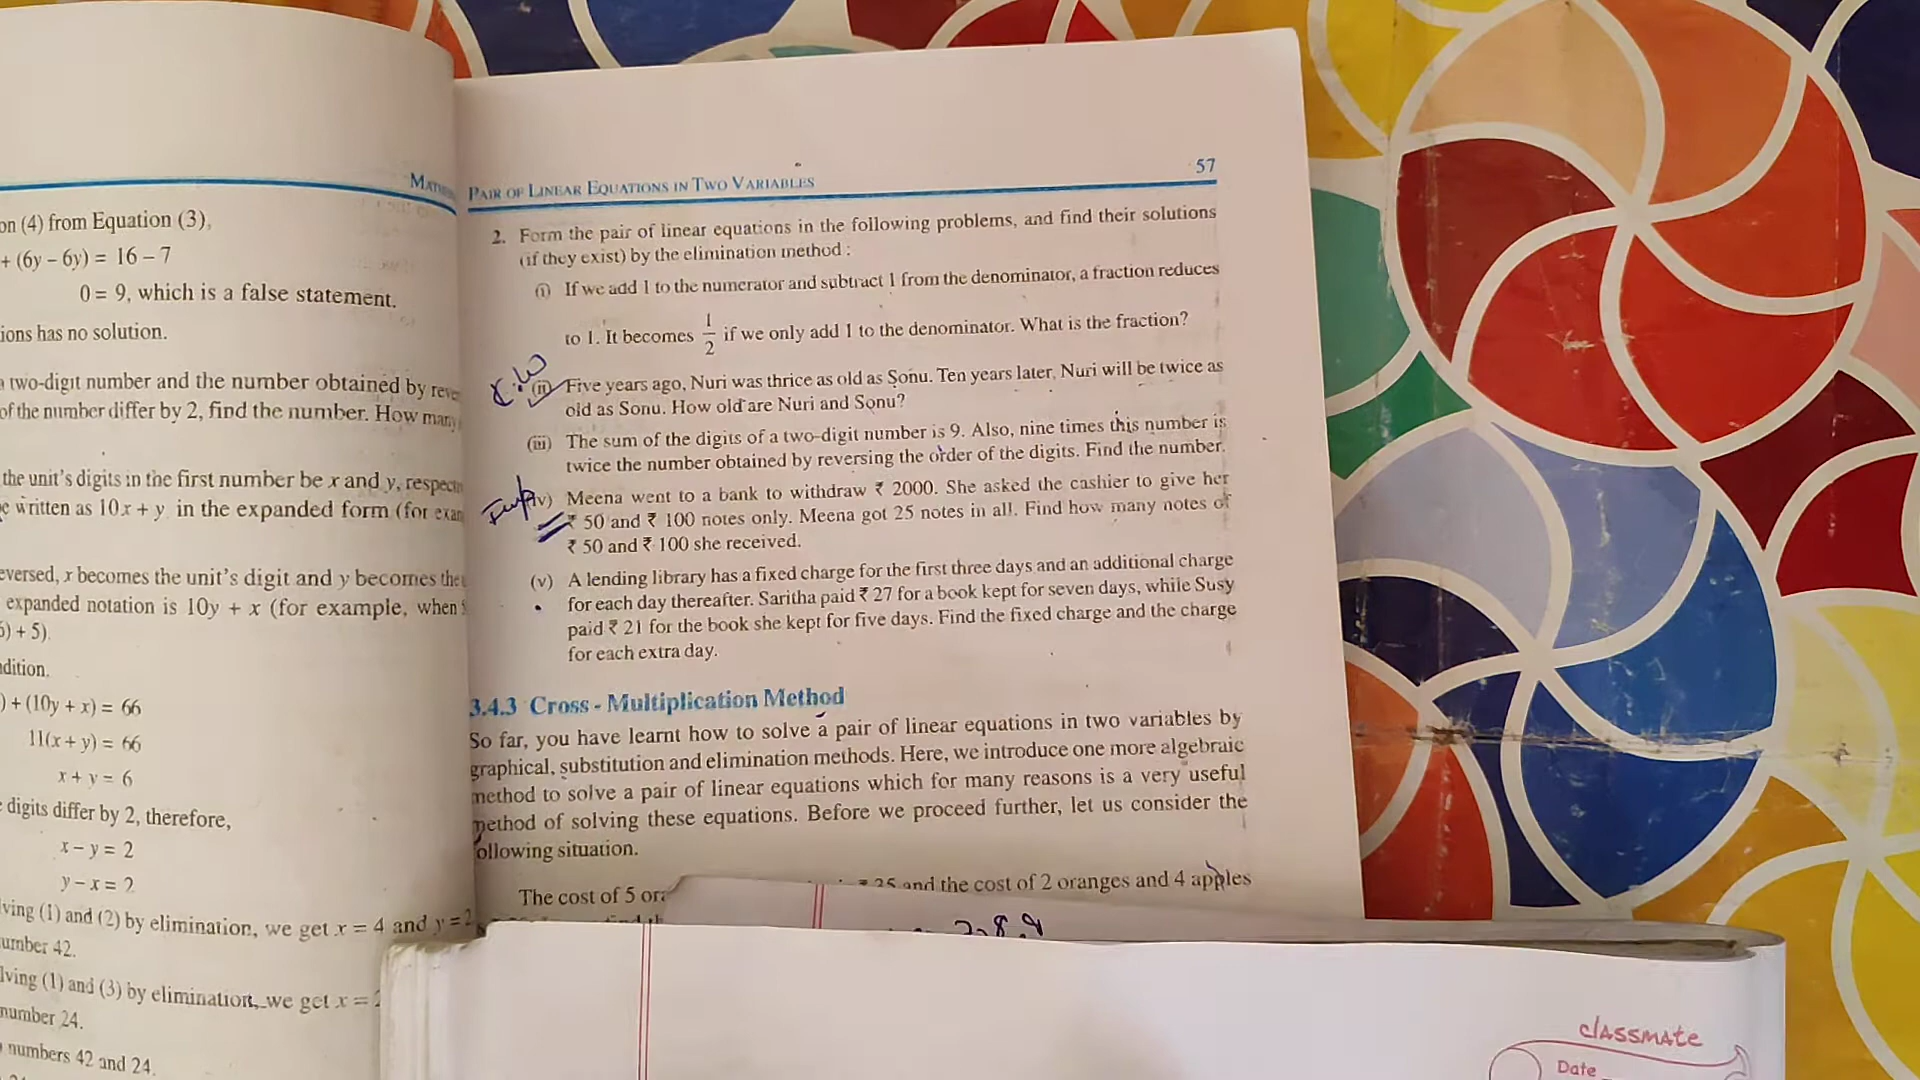 on (4) from Equation (3),
+ (6y – 6y) = 16 – 7
0 = 9, which is a false statement.
ions has no solution.
two-digit number and the number obtained by
of the number differ by 2, find the number. How many
the unit's digits in the first number be x and y,
written as 10x + y in the expanded form (for
eversed, x becomes the unit's digit and y becomes the
expanded notation is 10y + x (for example, when
) + 5).
dition.
) + (10y + x) = 66
11(x + y) = 66
x + y = 6
digits differ by 2, therefore,
x – y = 2
y – x = 2
ving (1) and (2) by elimination, we get x = 4 and y = 2
umber 42.
lving (1) and (3) by elimination, we get x =
number 24.
numbers 42 and 24.
PAIR OF LINEAR EQUATIONS IN TWO VARIABLES 57
2. Form the pair of linear equations in the following problems, and find their solutions
(if they exist) by the elimination method :
(i) If we add 1 to the numerator and subtract 1 from the denominator, a fraction reduces
to 1. It becomes 1/2 if we only add 1 to the denominator. What is the fraction?
C.W
(ii) Five years ago, Nuri was thrice as old as Sonu. Ten years later, Nuri will be twice as
old as Sonu. How old are Nuri and Sonu?
(iii) The sum of the digits of a two-digit number is 9. Also, nine times this number is
twice the number obtained by reversing the order of the digits. Find the number.
Imp
iv) Meena went to a bank to withdraw ₹ 2000. She asked the cashier to give her
₹ 50 and ₹ 100 notes only. Meena got 25 notes in all. Find how many notes of
₹ 50 and ₹ 100 she received.
(v) A lending library has a fixed charge for the first three days and an additional charge
for each day thereafter. Saritha paid ₹ 27 for a book kept for seven days, while Susy
paid ₹ 21 for the book she kept for five days. Find the fixed charge and the charge
for each extra day.
3.4.3 Cross - Multiplication Method
So far, you have learnt how to solve a pair of linear equations in two variables by
graphical, substitution and elimination methods. Here, we introduce one more algebraic
method to solve a pair of linear equations which for many reasons is a very useful
method of solving these equations. Before we proceed further, let us consider the
ollowing situation.
The cost of 5 25 and the cost of 2 oranges and 4 apples
classmate
Date